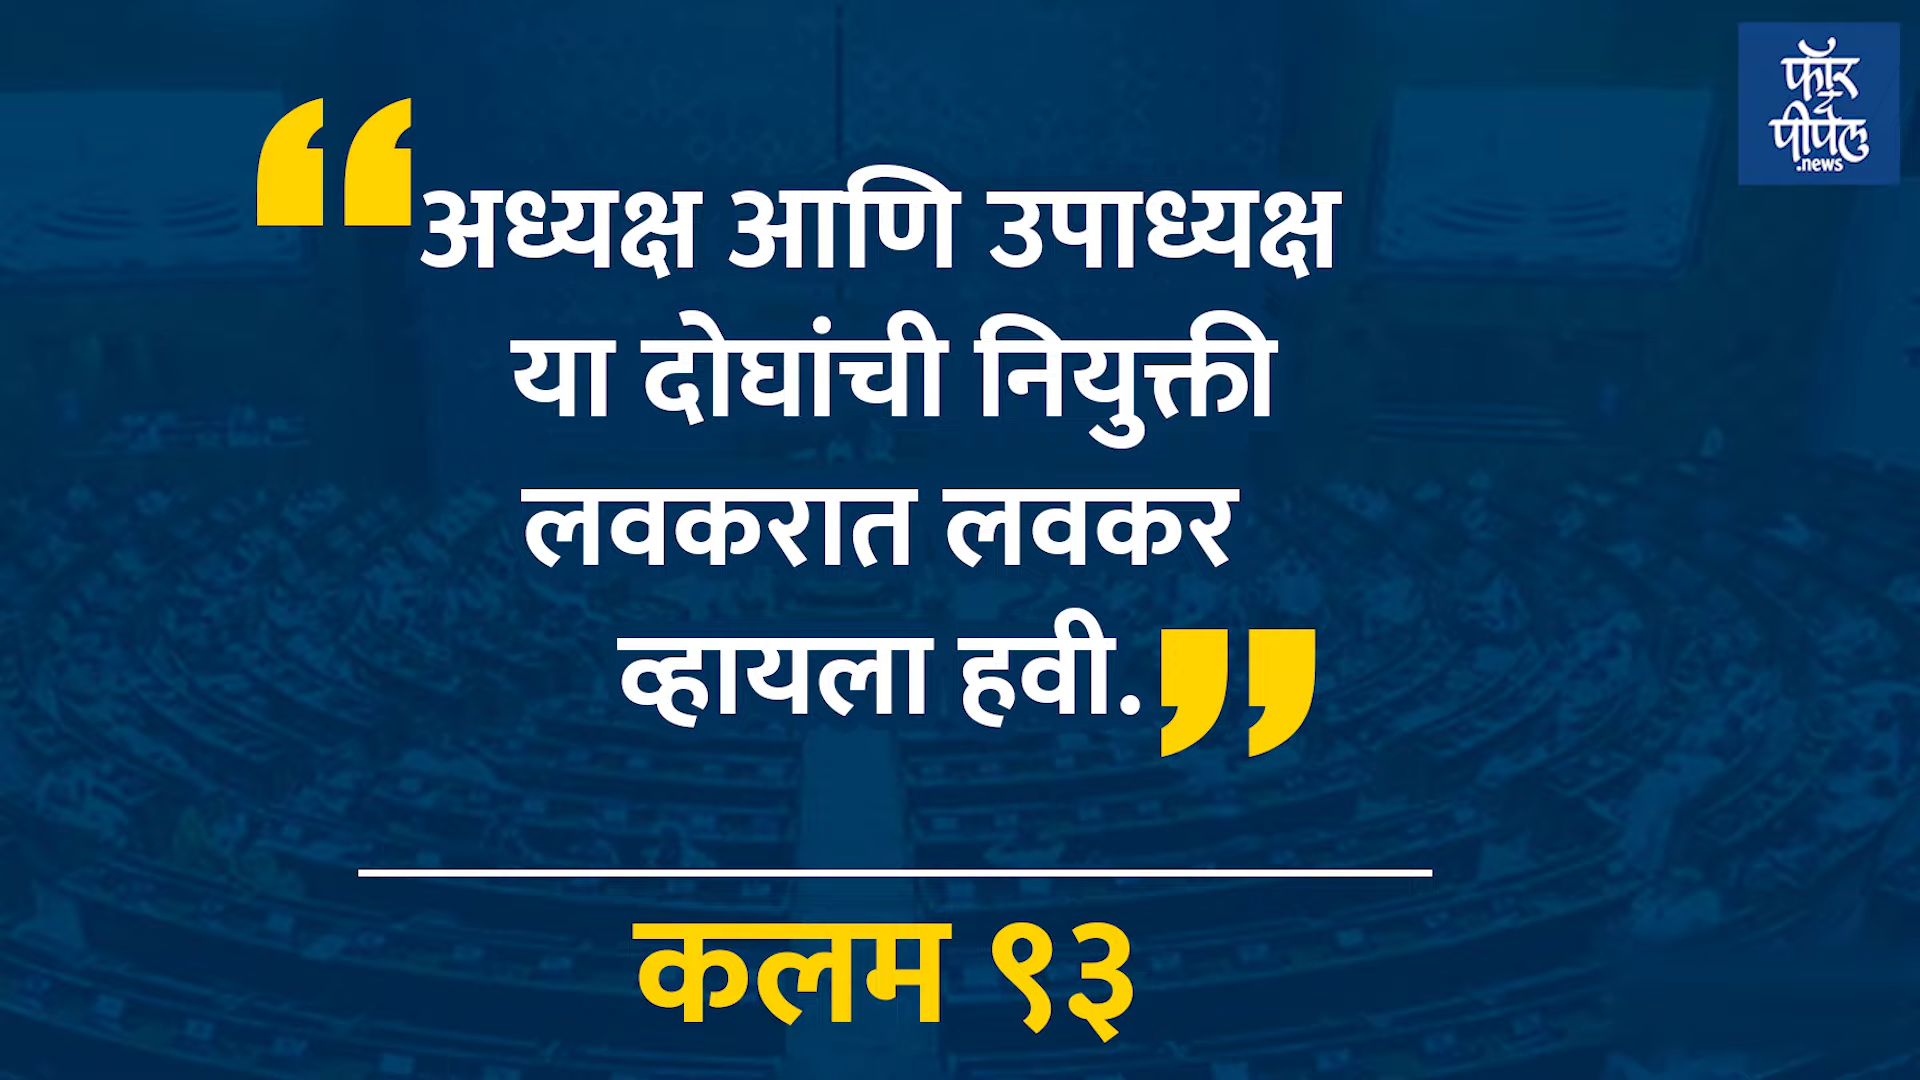 फॉर
द
पीपल
.news
अध्यक्ष आणि उपाध्यक्ष
या दोघांची नियुक्ती
लवकरात लवकर
व्हायला हवी.
कलम ९३